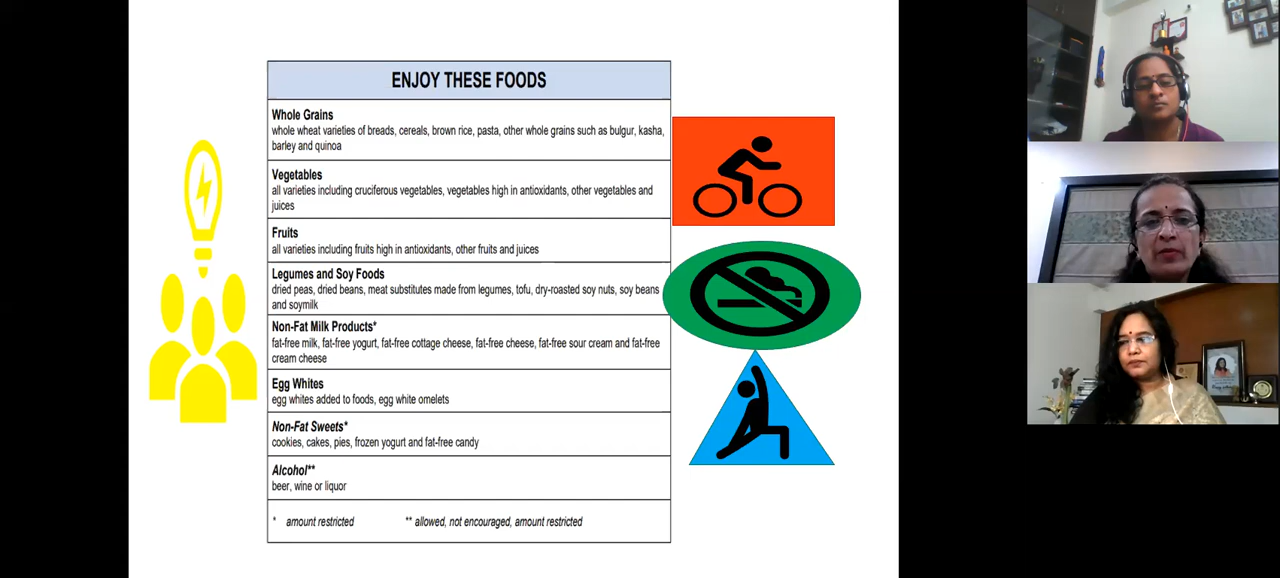 ENJOY THESE FOODS
Whole Grains
whole wheat varieties of breads, cereals, brown rice, pasta, other whole grains such as bulgur, kasha,
barley and quinoa
Vegetables
all varieties including cruciferous vegetables, vegetables high in antioxidants, other vegetables and
juices
Fruits
all varieties including fruits high in antioxidants, other fruits and juices
Legumes and Soy Foods
dried peas, dried beans, meat substitutes made from legumes, tofu, dry-roasted soy nuts, soy beans
and soymilk
Non-Fat Milk Products*
fat-free milk, fat-free yogurt, fat-free cottage cheese, fat-free cheese, fat-free sour cream and fat-free
cream cheese
Egg Whites
egg whites added to foods, egg white omelets
Non-Fat Sweets*
cookies, cakes, pies, frozen yogurt and fat-free candy
Alcohol**
beer, wine or liquor
* amount restricted ** allowed, not encouraged, amount restricted